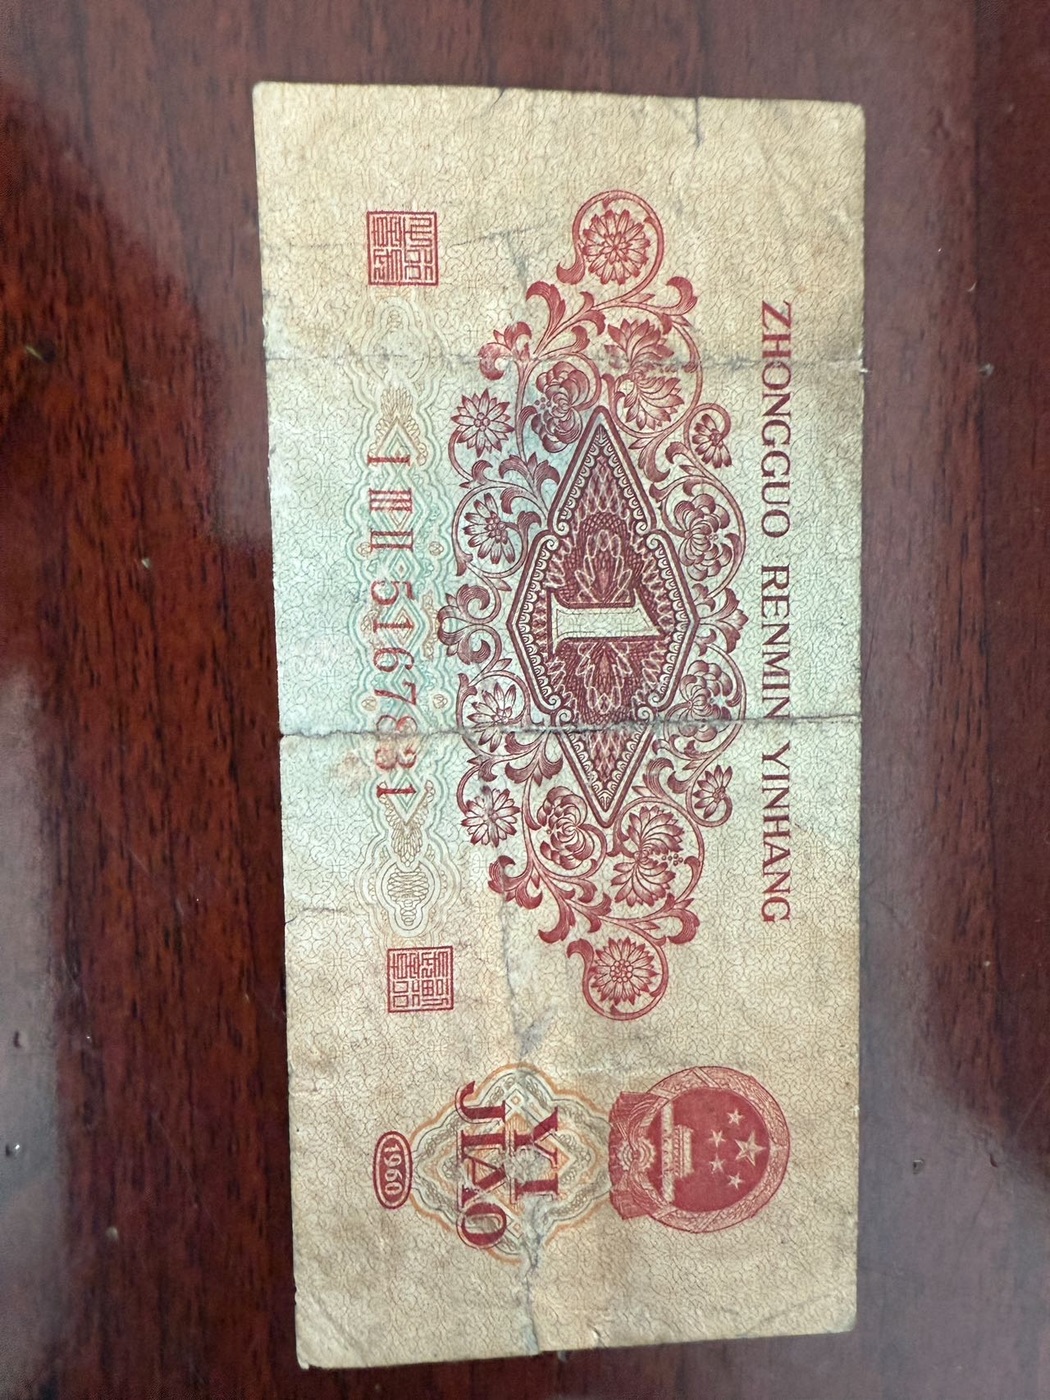 ZHONGGUO RENMIN YINHANG
1
YI
JIAO
I III II 5167831
1960